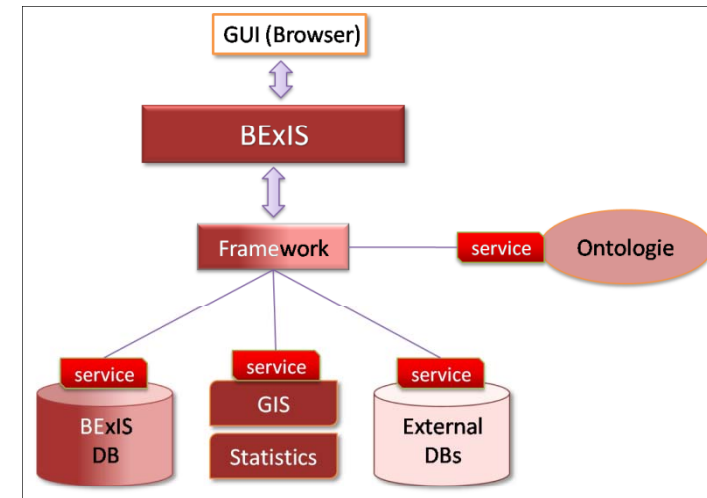 GUI (Browser)
BExIS
Framework
service
Ontologie
service
service
service
BExIS
DB
GIS
Statistics
External
DBs